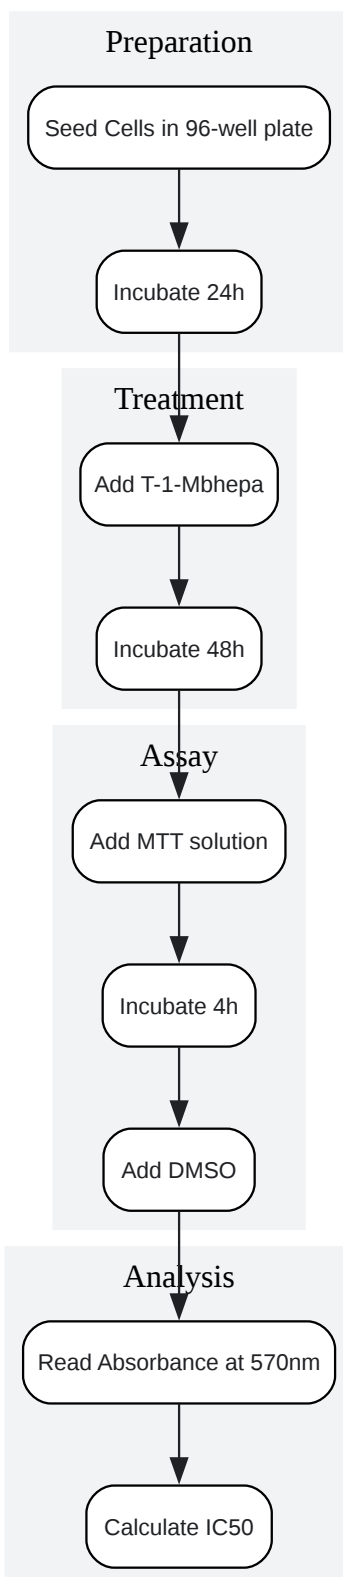 Preparation
Seed Cells in 96-well plate
Incubate 24h
Treatment
Add T-1-Mbhepa
Incubate 48h
Assay
Add MTT solution
Incubate 4h
Add DMSO
Analysis
Read Absorbance at 570nm
Calculate IC50